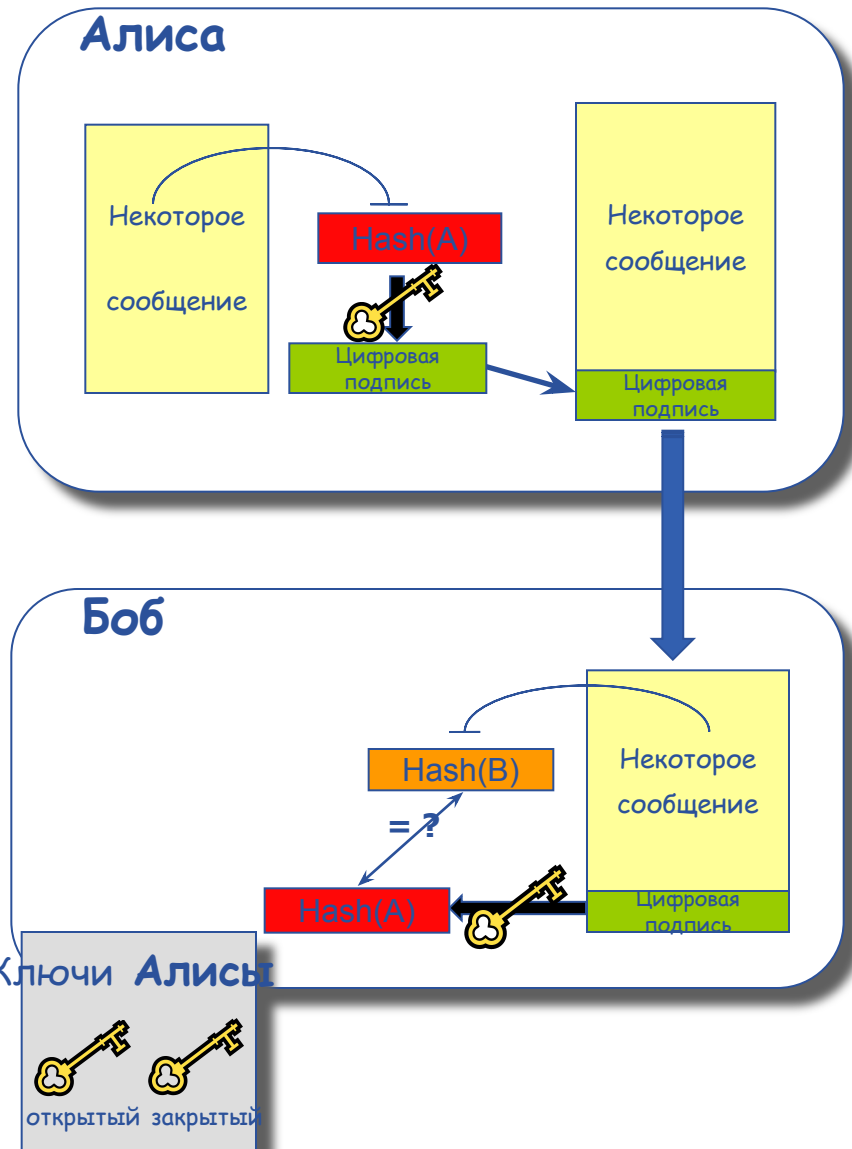 Алиса
Некоторое
сообщение
Hash(A)
Цифровая
подпись
Некоторое
сообщение
Цифровая
подпись
Боб
Hash(B)
= ?
Hash(A)
Некоторое
сообщение
Цифровая
подпись
Ключи Алисы
открытый закрытый